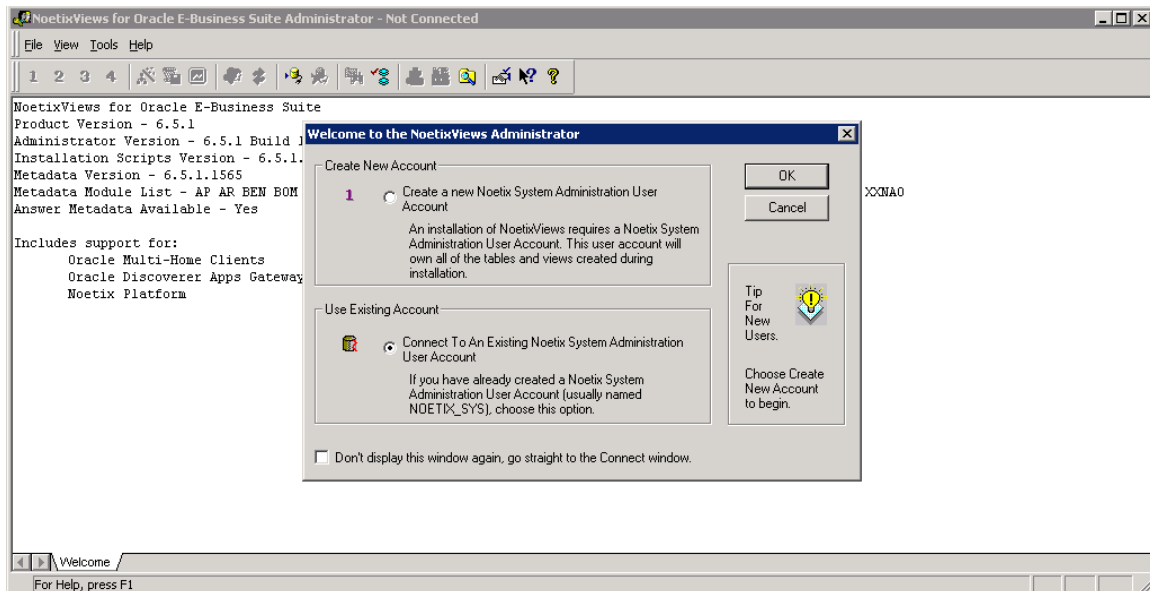 NoetixViews for Oracle E-Business Suite Administrator - Not Connected
File View Tools Help
1 2 3 4
NoetixViews for Oracle E-Business Suite
Product Version - 6.5.1
Administrator Version - 6.5.1 Build 1
Installation Scripts Version - 6.5.1.
Metadata Version - 6.5.1.1565
Metadata Module List - AP AR BEN BOM
XXNAO
Answer Metadata Available - Yes
Includes support for:
Oracle Multi-Home Clients
Oracle Discoverer Apps Gateway
Noetix Platform
Welcome to the NoetixViews Administrator
Create New Account
1
Create a new Noetix System Administration User
Account
An installation of NoetixViews requires a Noetix System
Administration User Account. This user account will
own all of the tables and views created during
installation.
Use Existing Account
Connect To An Existing Noetix System Administration
User Account
If you have already created a Noetix System
Administration User Account (usually named
NOETIX_SYS), choose this option.
Don't display this window again, go straight to the Connect window.
OK
Cancel
Tip
For
New
Users.
Choose Create
New Account
to begin.
Welcome
For Help, press F1